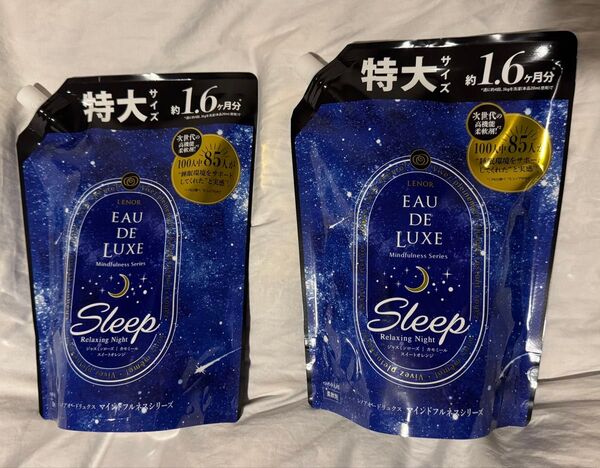 特大サイズ
約1.6ヶ月分
次世代の
高機能
柔軟剤!
100人中85人が
"睡眠環境をサポート
してくれた"と実感
LENOR
EAU
DE
LUXE
Mindfulness Series
Sleep
Relaxing Night
ジャスミンローズ | カモミール
スイートオレンジ
レノア オードリュクス マインドフルネスシリーズ
特大サイズ
約1.6ヶ月分
次世代の
高機能
柔軟剤!
100人中85人が
"睡眠環境をサポート
してくれた"と実感
LENOR
EAU
DE
LUXE
Mindfulness Series
Sleep
Relaxing Night
ジャスミンローズ | カモミール
スイートオレンジ
柔軟剤
レノア オードリュクス マインドフルネスシリーズ